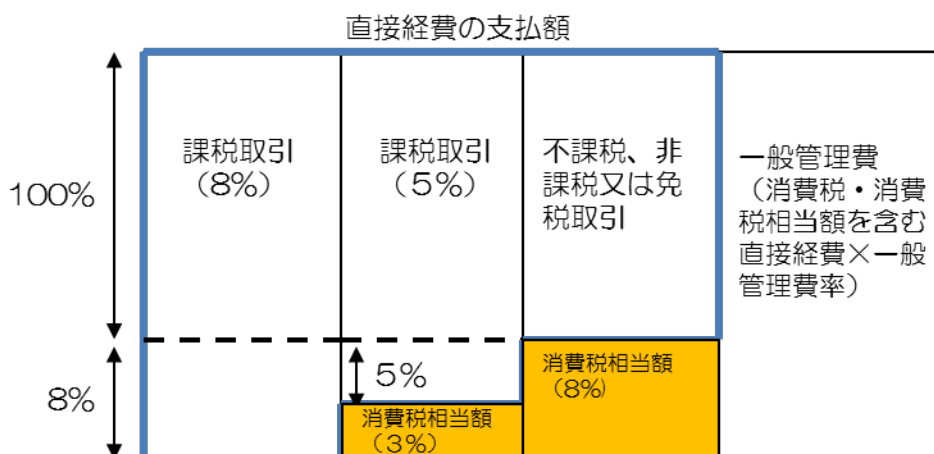 直接経費の支払額
100%
課税取引
（8%）
課税取引
（5%）
不課税、非
課税又は免
税取引
一般管理費
（消費税・消費
税相当額を含む
直接経費×一般
管理費率）
8%
5%
消費税相当額
（3%）
消費税相当額
（8%）